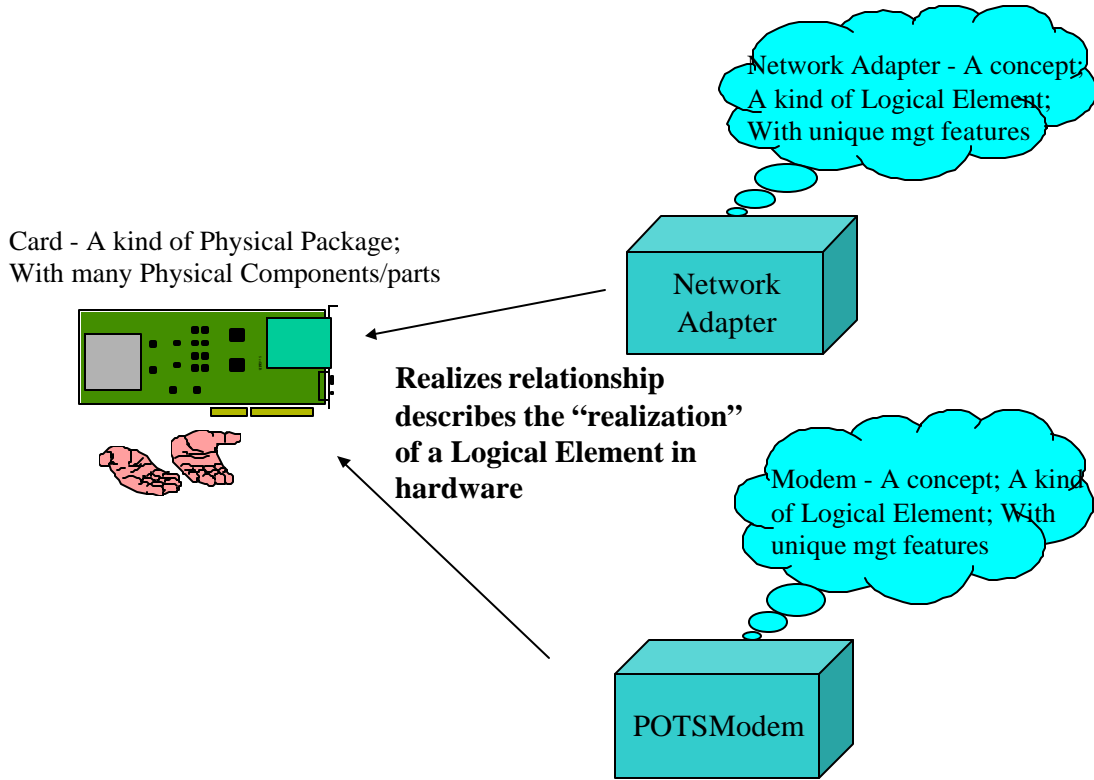 Network Adapter - A concept;
A kind of Logical Element;
With unique mgt features
Card - A kind of Physical Package;
With many Physical Components/parts
Network
Adapter
Realizes relationship
describes the “realization”
of a Logical Element in
hardware
Modem - A concept; A kind
of Logical Element; With
unique mgt features
POTSModem